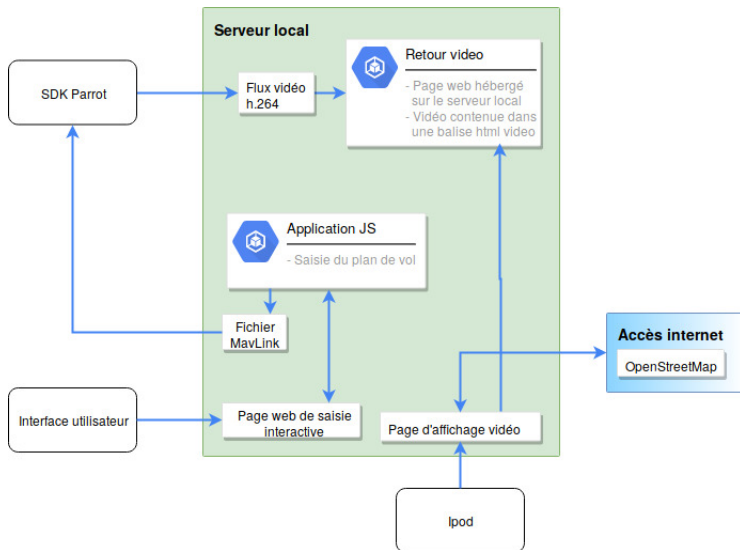 Serveur local
Retour video
- Page web hébergé
sur le serveur local
- Vidéo contenue dans
une balise html video
SDK Parrot
Flux vidéo
h.264
Application JS
- Saisie du plan de vol
Fichier
MavLink
Accès internet
OpenStreetMap
Interface utilisateur
Page web de saisie
interactive
Page d'affichage vidéo
Ipod